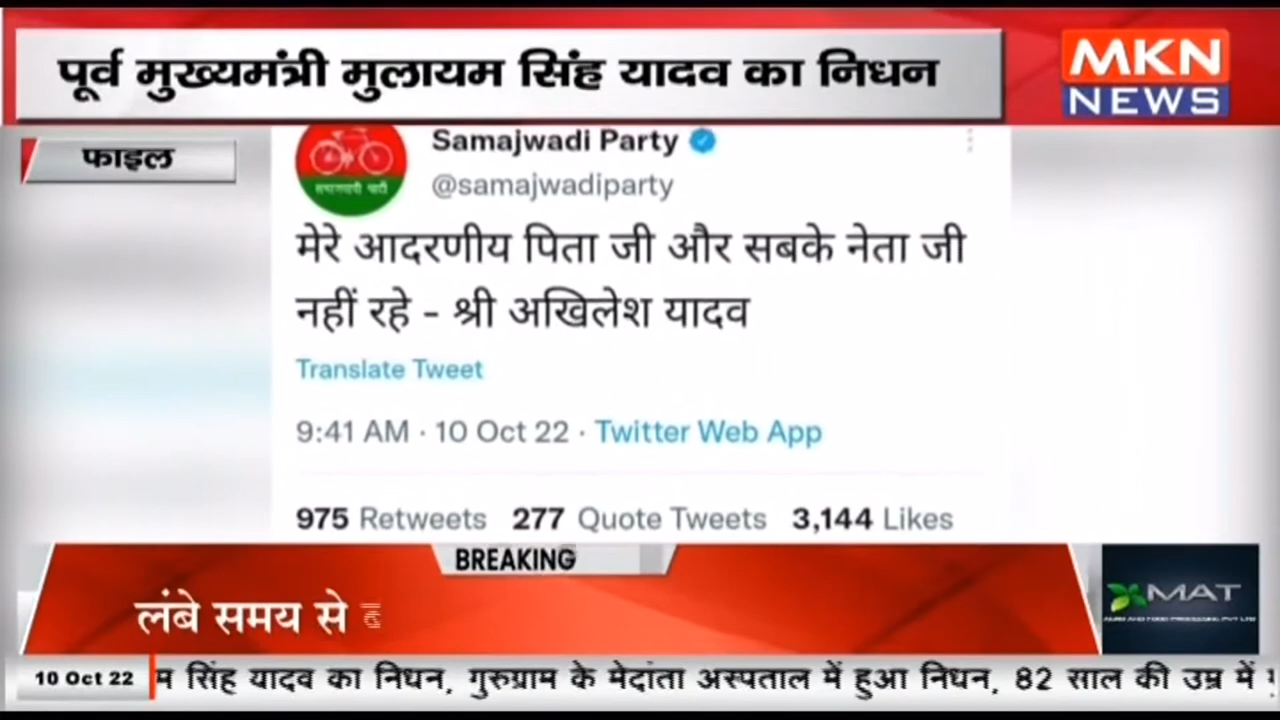 पूर्व मुख्यमंत्री मुलायम सिंह यादव का निधन
MKN
NEWS
फाइल
समाजवादी पार्टी
Samajwadi Party
@samajwadiparty
मेरे आदरणीय पिता जी और सबके नेता जी
नहीं रहे - श्री अखिलेश यादव
Translate Tweet
9:41 AM · 10 Oct 22 · Twitter Web App
975 Retweets 277 Quote Tweets 3,144 Likes
BREAKING
लंबे समय से
MAT
10 Oct 22
म सिंह यादव का निधन, गुरुग्राम के मेदांता अस्पताल में हुआ निधन, 82 साल की उम्र में